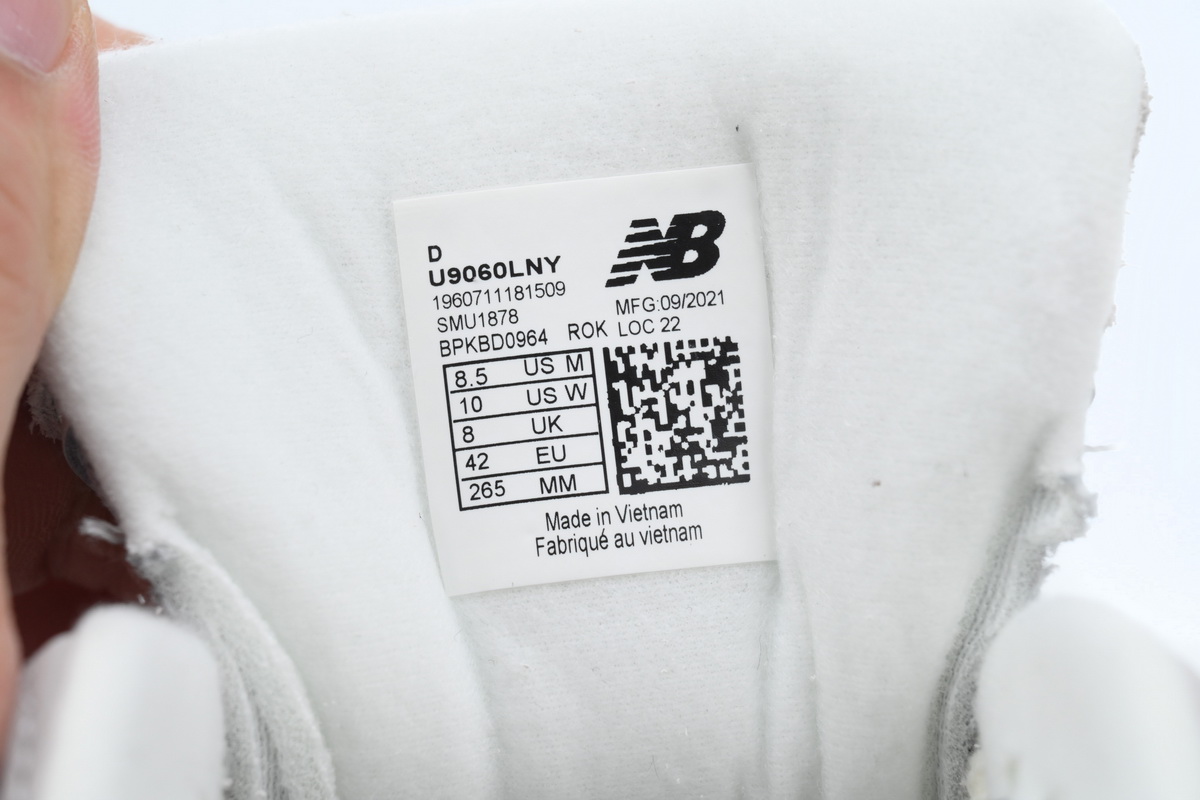 NB
D
U9060LNY
1960711181509
MFG:09/2021
SMU1878
BPKBD0964 ROK LOC 22
8.5 US M
10 US W
8 UK
42 EU
265 MM
Made in Vietnam
Fabriqué au vietnam